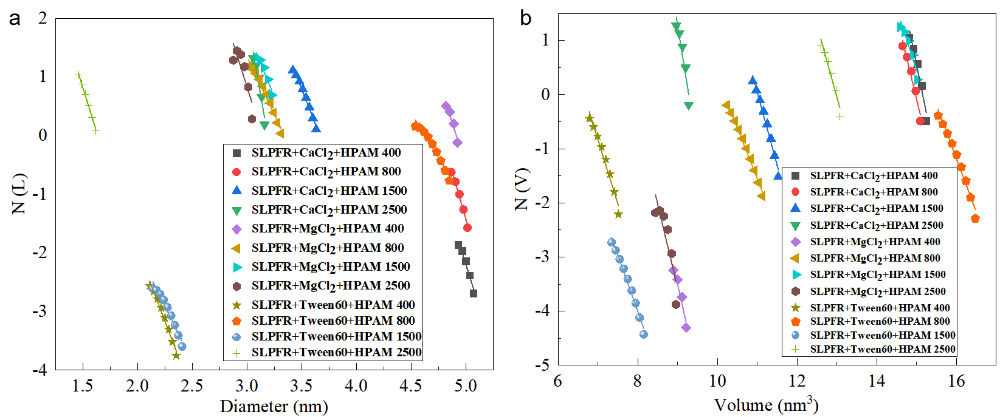 a
2
1
0
-1
-2
-3
-4
N (L)
SLPFR+CaCl2+HPAM 400
SLPFR+CaCl2+HPAM 800
SLPFR+CaCl2+HPAM 1500
SLPFR+CaCl2+HPAM 2500
SLPFR+MgCl2+HPAM 400
SLPFR+MgCl2+HPAM 800
SLPFR+MgCl2+HPAM 1500
SLPFR+MgCl2+HPAM 2500
SLPFR+Tween60+HPAM 400
SLPFR+Tween60+HPAM 800
SLPFR+Tween60+HPAM 1500
SLPFR+Tween60+HPAM 2500
1.5 2.0 2.5 3.0 3.5 4.0 4.5 5.0
Diameter (nm)
b
1
0
-1
-2
-3
-4
-5
N (V)
SLPFR+CaCl2+HPAM 400
SLPFR+CaCl2+HPAM 800
SLPFR+CaCl2+HPAM 1500
SLPFR+CaCl2+HPAM 2500
SLPFR+MgCl2+HPAM 400
SLPFR+MgCl2+HPAM 800
SLPFR+MgCl2+HPAM 1500
SLPFR+MgCl2+HPAM 2500
SLPFR+Tween60+HPAM 400
SLPFR+Tween60+HPAM 800
SLPFR+Tween60+HPAM 1500
SLPFR+Tween60+HPAM 2500
6 8 10 12 14 16
Volume (nm³)